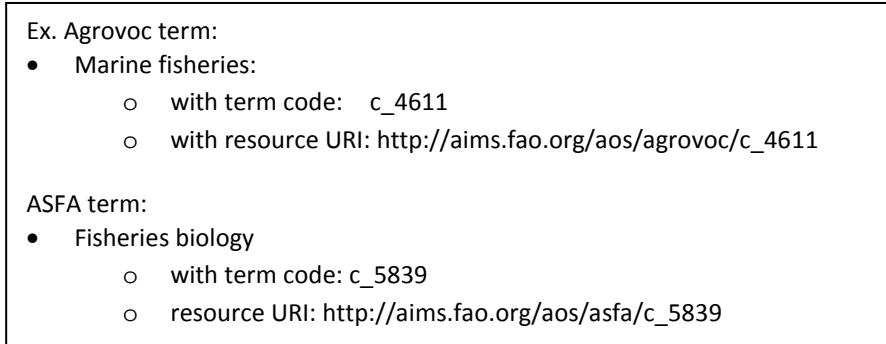 Ex. Agrovoc term:
• Marine fisheries:
o with term code: c_4611
o with resource URI: http://aims.fao.org/aos/agrovoc/c_4611
ASFA term:
• Fisheries biology
o with term code: c_5839
o resource URI: http://aims.fao.org/aos/asfa/c_5839